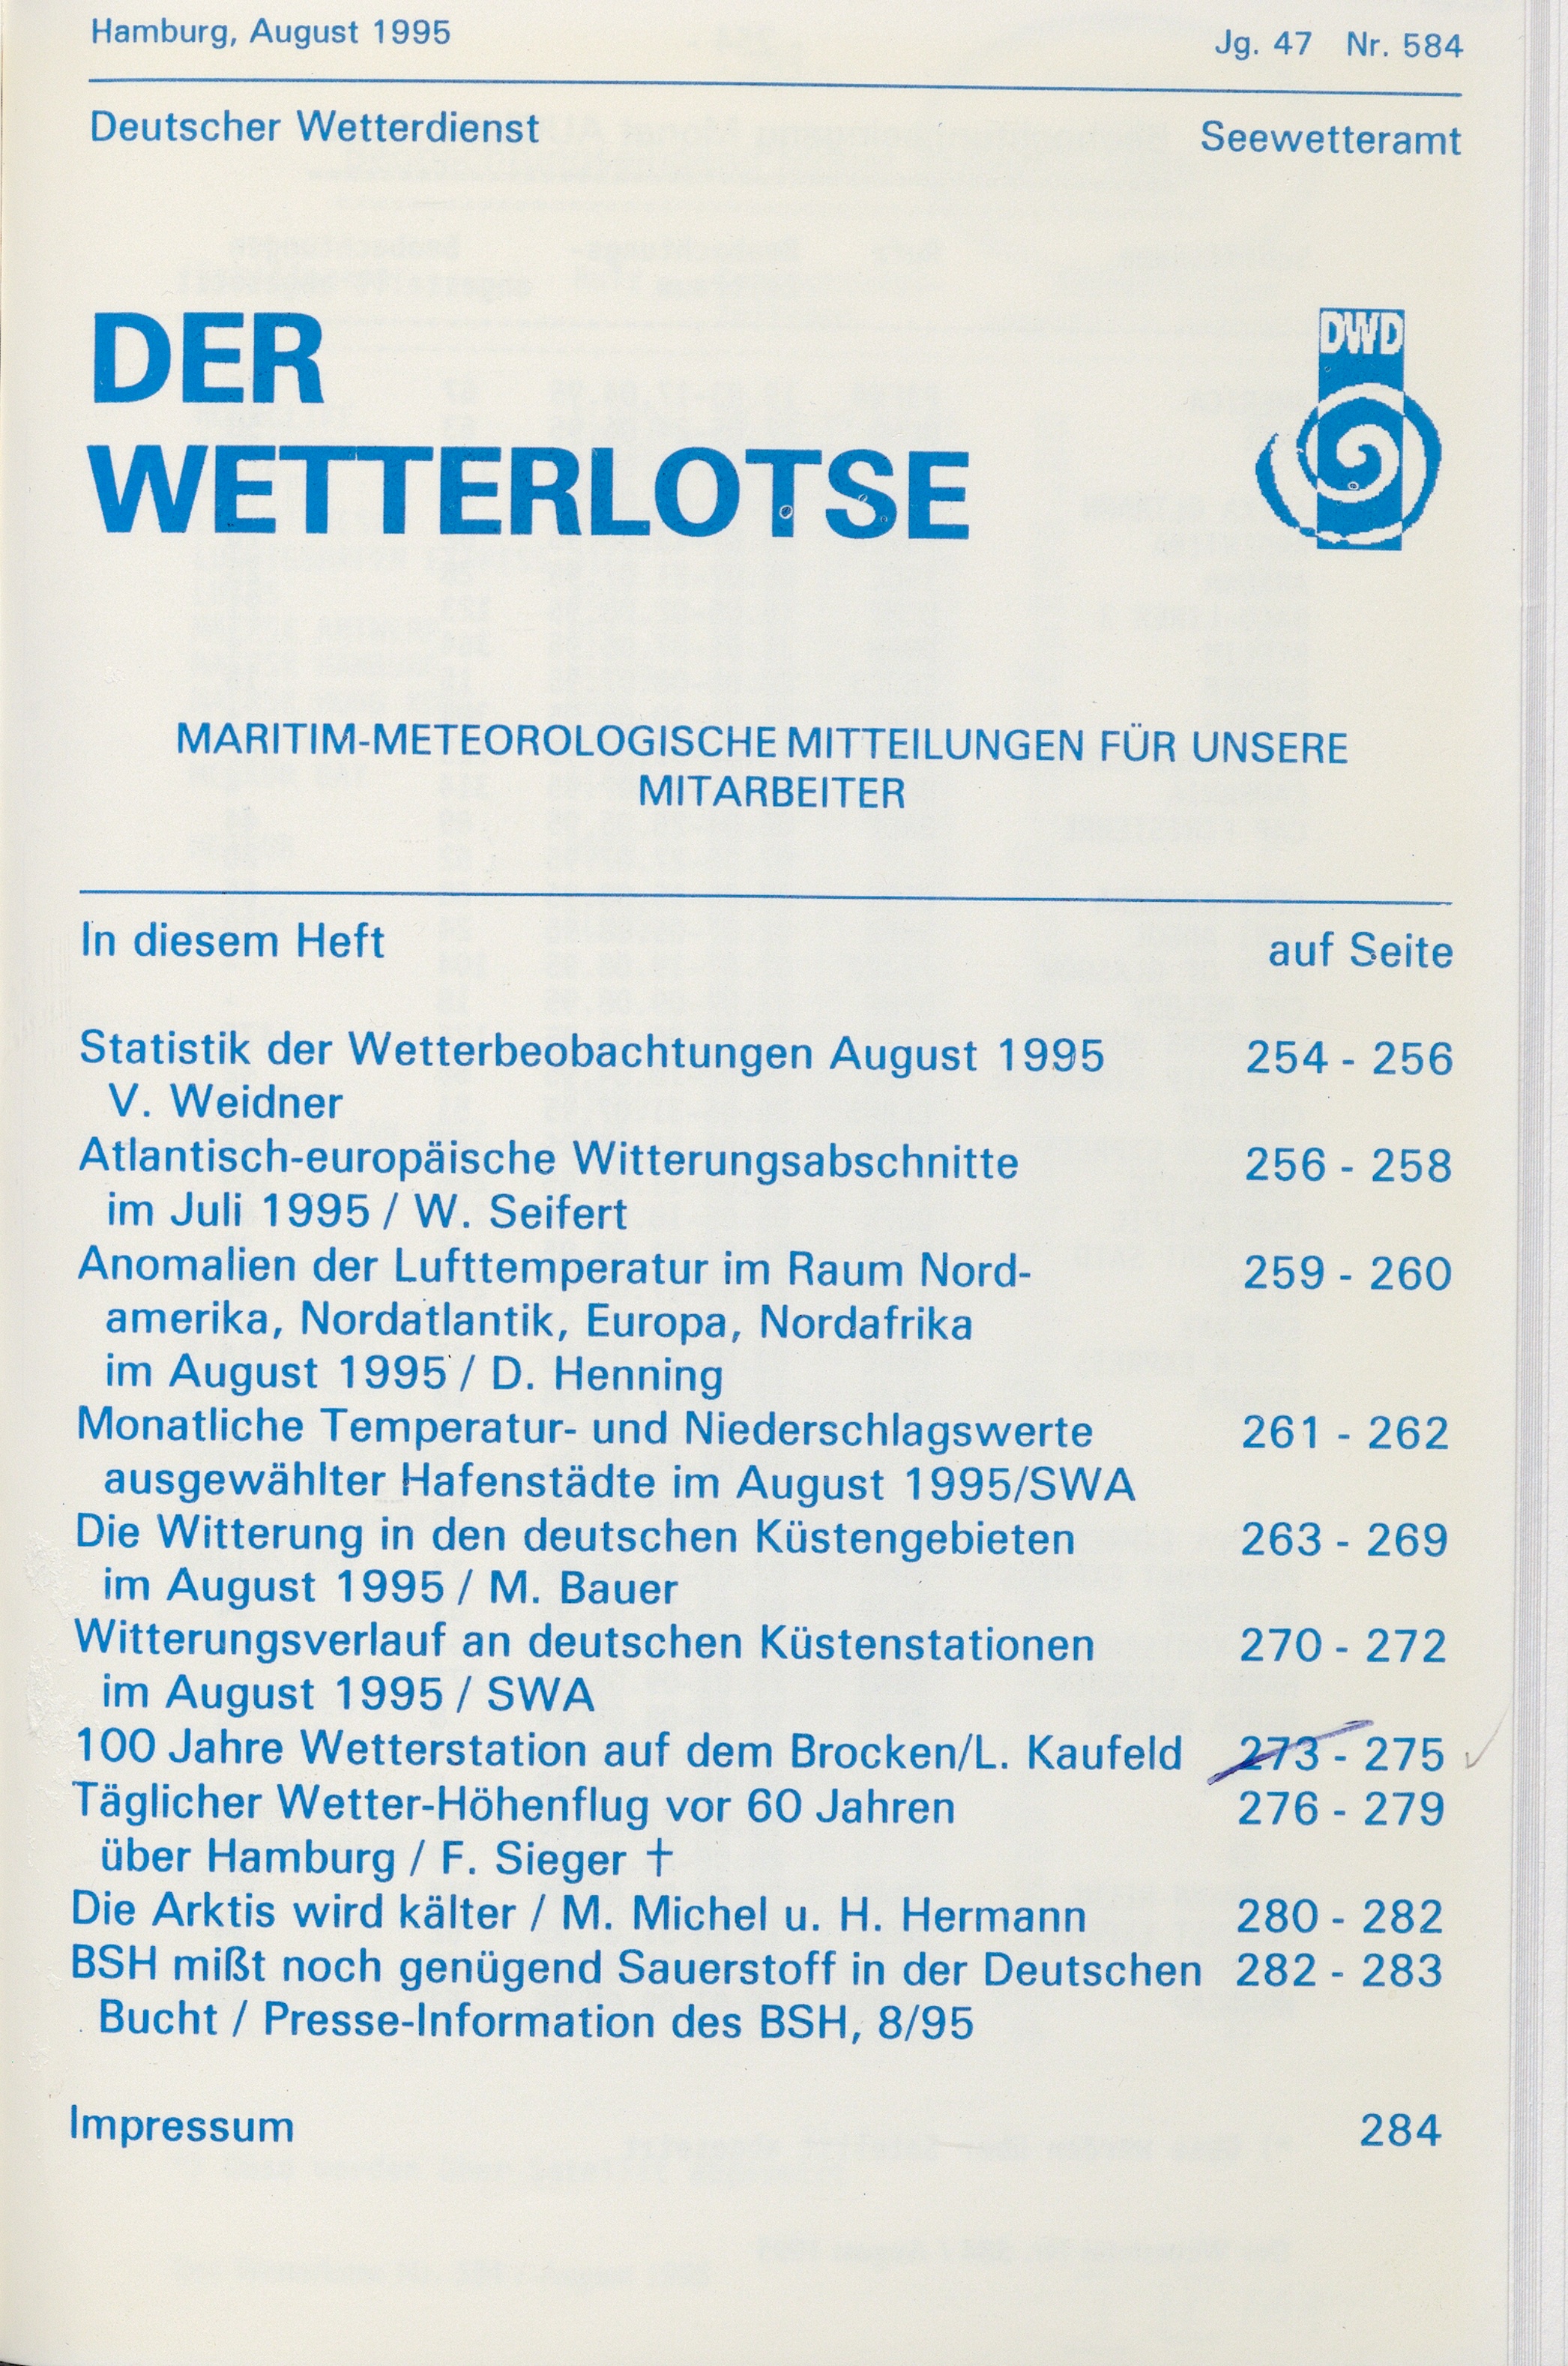 Hamburg, August 1995 Jg. 47 Nr. 584
Deutscher Wetterdienst Seewetteramt
DER
WETTERLOTSE
DWD
MARITIM-METEOROLOGISCHE MITTEILUNGEN FÜR UNSERE
MITARBEITER
In diesem Heft auf Seite
Statistik der Wetterbeobachtungen August 1995 254 - 256
V. Weidner
Atlantisch-europäische Witterungsabschnitte 256 - 258
im Juli 1995 / W. Seifert
Anomalien der Lufttemperatur im Raum Nord- 259 - 260
amerika, Nordatlantik, Europa, Nordafrika
im August 1995 / D. Henning
Monatliche Temperatur- und Niederschlagswerte 261 - 262
ausgewählter Hafenstädte im August 1995/SWA
Die Witterung in den deutschen Küstengebieten 263 - 269
im August 1995 / M. Bauer
Witterungsverlauf an deutschen Küstenstationen 270 - 272
im August 1995 / SWA
100 Jahre Wetterstation auf dem Brocken/L. Kaufeld 273 - 275
Täglicher Wetter-Höhenflug vor 60 Jahren 276 - 279
über Hamburg / F. Sieger †
Die Arktis wird kälter / M. Michel u. H. Hermann 280 - 282
BSH mißt noch genügend Sauerstoff in der Deutschen 282 - 283
Bucht / Presse-Information des BSH, 8/95
Impressum 284